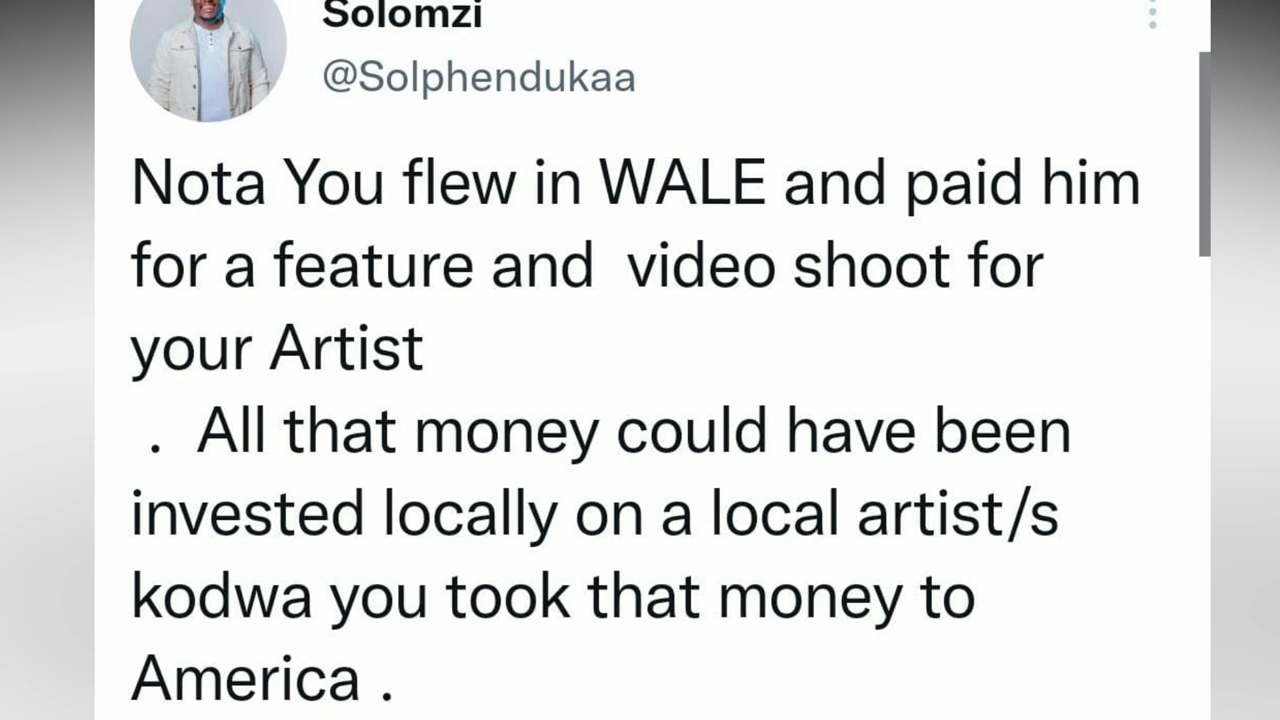 Solomzi
@Solphendukaa
Nota You flew in WALE and paid him
for a feature and  video shoot for
your Artist
.  All that money could have been
invested locally on a local artist/s
kodwa you took that money to
America .